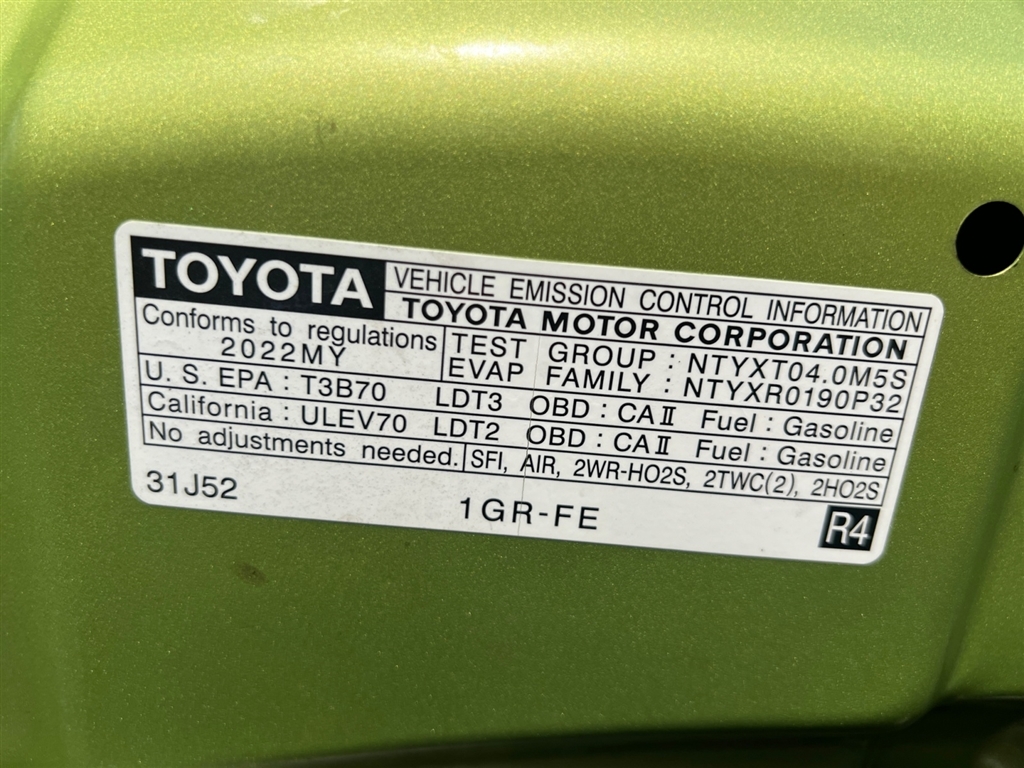 TOYOTA VEHICLE EMISSION CONTROL INFORMATION
TOYOTA MOTOR CORPORATION
Conforms to regulations
2022MY
TEST GROUP : NTYXT04.0M5S
EVAP FAMILY : NTYXR0190P32
U. S. EPA : T3B70 LDT3 OBD : CAⅡ Fuel : Gasoline
California : ULEV70 LDT2 OBD : CAⅡ Fuel : Gasoline
No adjustments needed. SFI, AIR, 2WR-HO2S, 2TWC(2), 2HO2S
31J52 1GR-FE R4